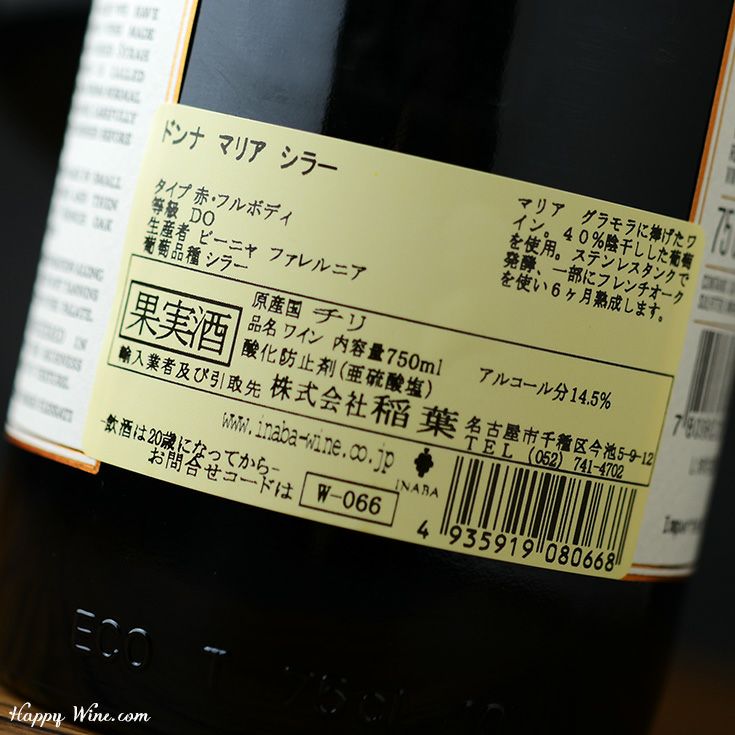 ドンナ マリア シラー
タイプ 赤・フルボディ
等級 DO
生産者 ビーニャ ファレルニア
葡萄品種 シラー
マリア グラモラに捧げたワ
イン。40%陰干しした葡萄
を使用。ステンレスタンクで
発酵、一部にフレンチオーク
を使い6ヶ月熟成します。
果実酒
原産国 チリ
品名 ワイン 内容量750ml
酸化防止剤(亜硫酸塩)
アルコール分14.5%
輸入業者及び引取先 株式会社 稲葉
名古屋市千種区今池5-9-12
TEL (052) 741-4702
www.inaba-wine.co.jp
INABA
飲酒は20歳になってから
お問合せコードは W-066
4 935919 080668
ECO T 75cl
Happy Wine.com